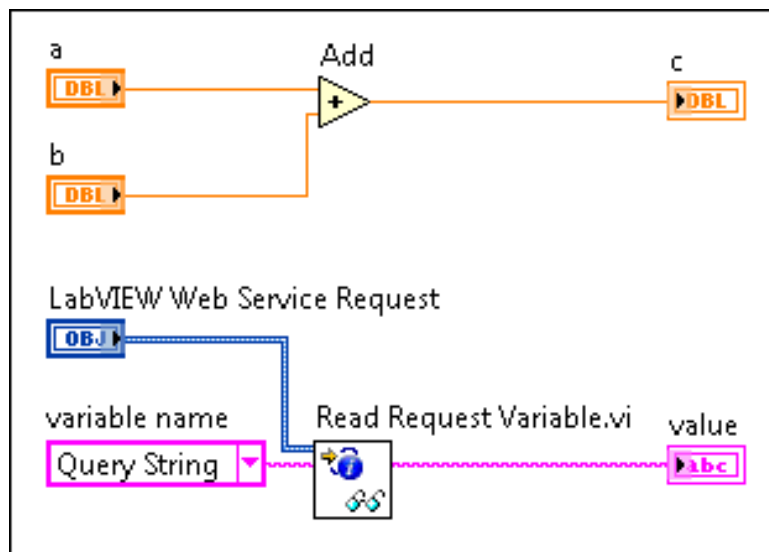 a
Add
c
DBL
+
DBL
b
DBL
LabVIEW Web Service Request
OBJ
variable name
Read Request Variable.vi
value
Query String
i
abc